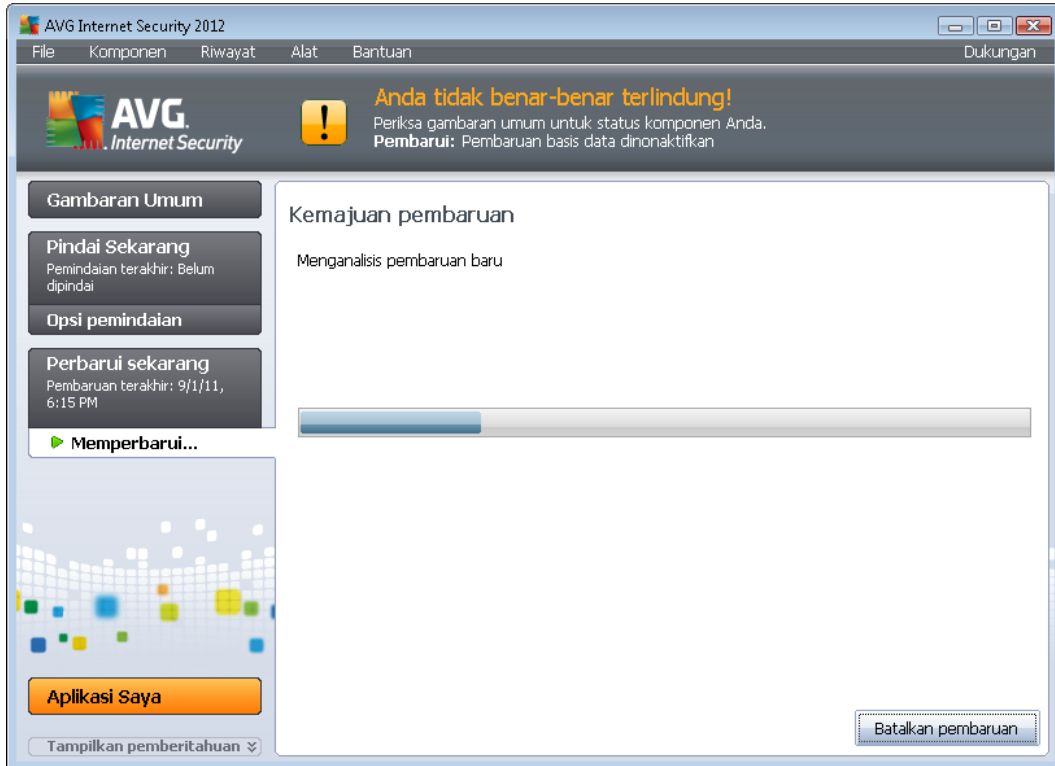 AVG Internet Security 2012
File Komponen Riwayat Alat Bantuan Dukungan
AVG.
Internet Security
!
Anda tidak benar-benar terlindung!
Periksa gambaran umum untuk status komponen Anda.
Pembarui: Pembaruan basis data dinonaktifkan
Gambaran Umum
Pindai Sekarang
Pemindaian terakhir: Belum
dipindai
Opsi pemindaian
Perbarui sekarang
Pembaruan terakhir: 9/1/11,
6:15 PM
Memperbarui...
Aplikasi Saya
Tampilkan pemberitahuan
Kemajuan pembaruan
Menganalisis pembaruan baru
Batalkan pembaruan